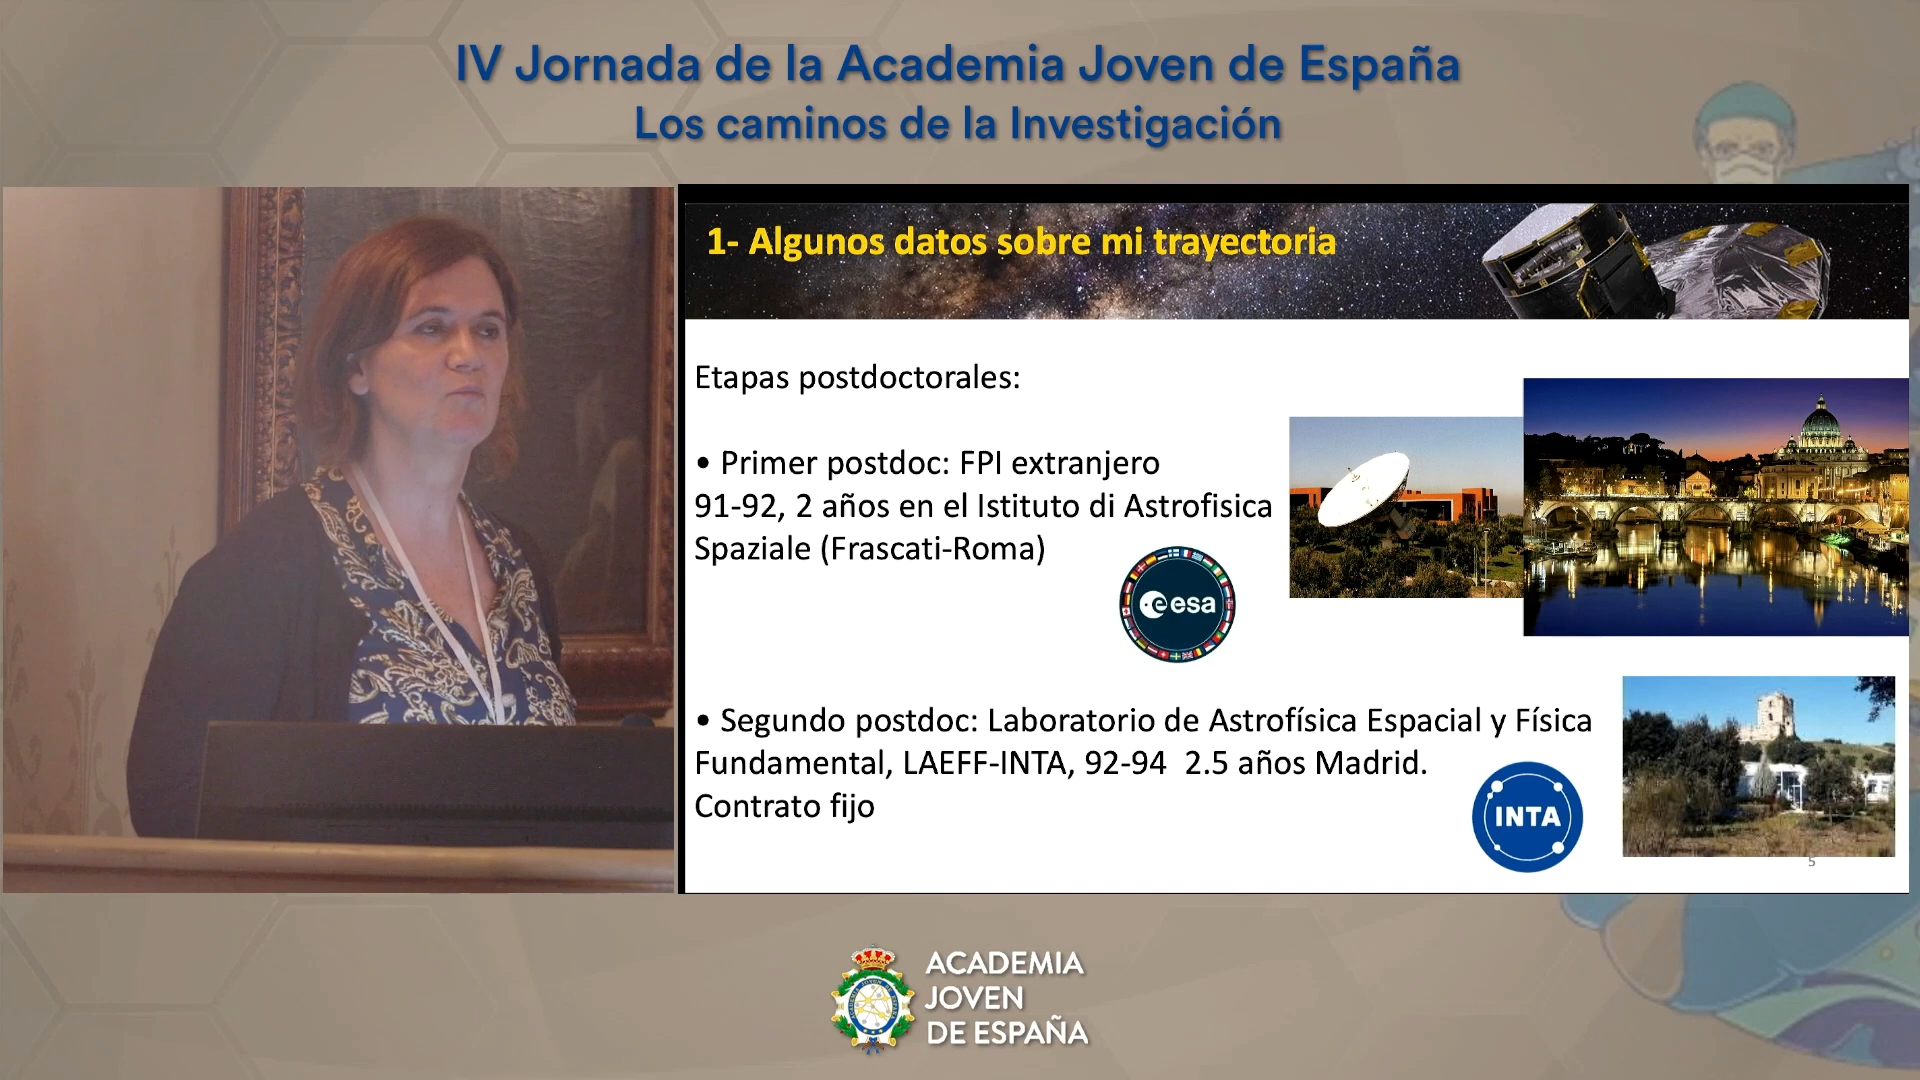 IV Jornada de la Academia Joven de España
Los caminos de la Investigación
1- Algunos datos sobre mi trayectoria
Etapas postdoctorales:
• Primer postdoc: FPI extranjero
91-92, 2 años en el Istituto di Astrofisica
Spaziale (Frascati-Roma)
esa
• Segundo postdoc: Laboratorio de Astrofísica Espacial y Física
Fundamental, LAEFF-INTA, 92-94 2.5 años Madrid.
Contrato fijo
INTA
5
ACADEMIA
JOVEN
DE ESPAÑA